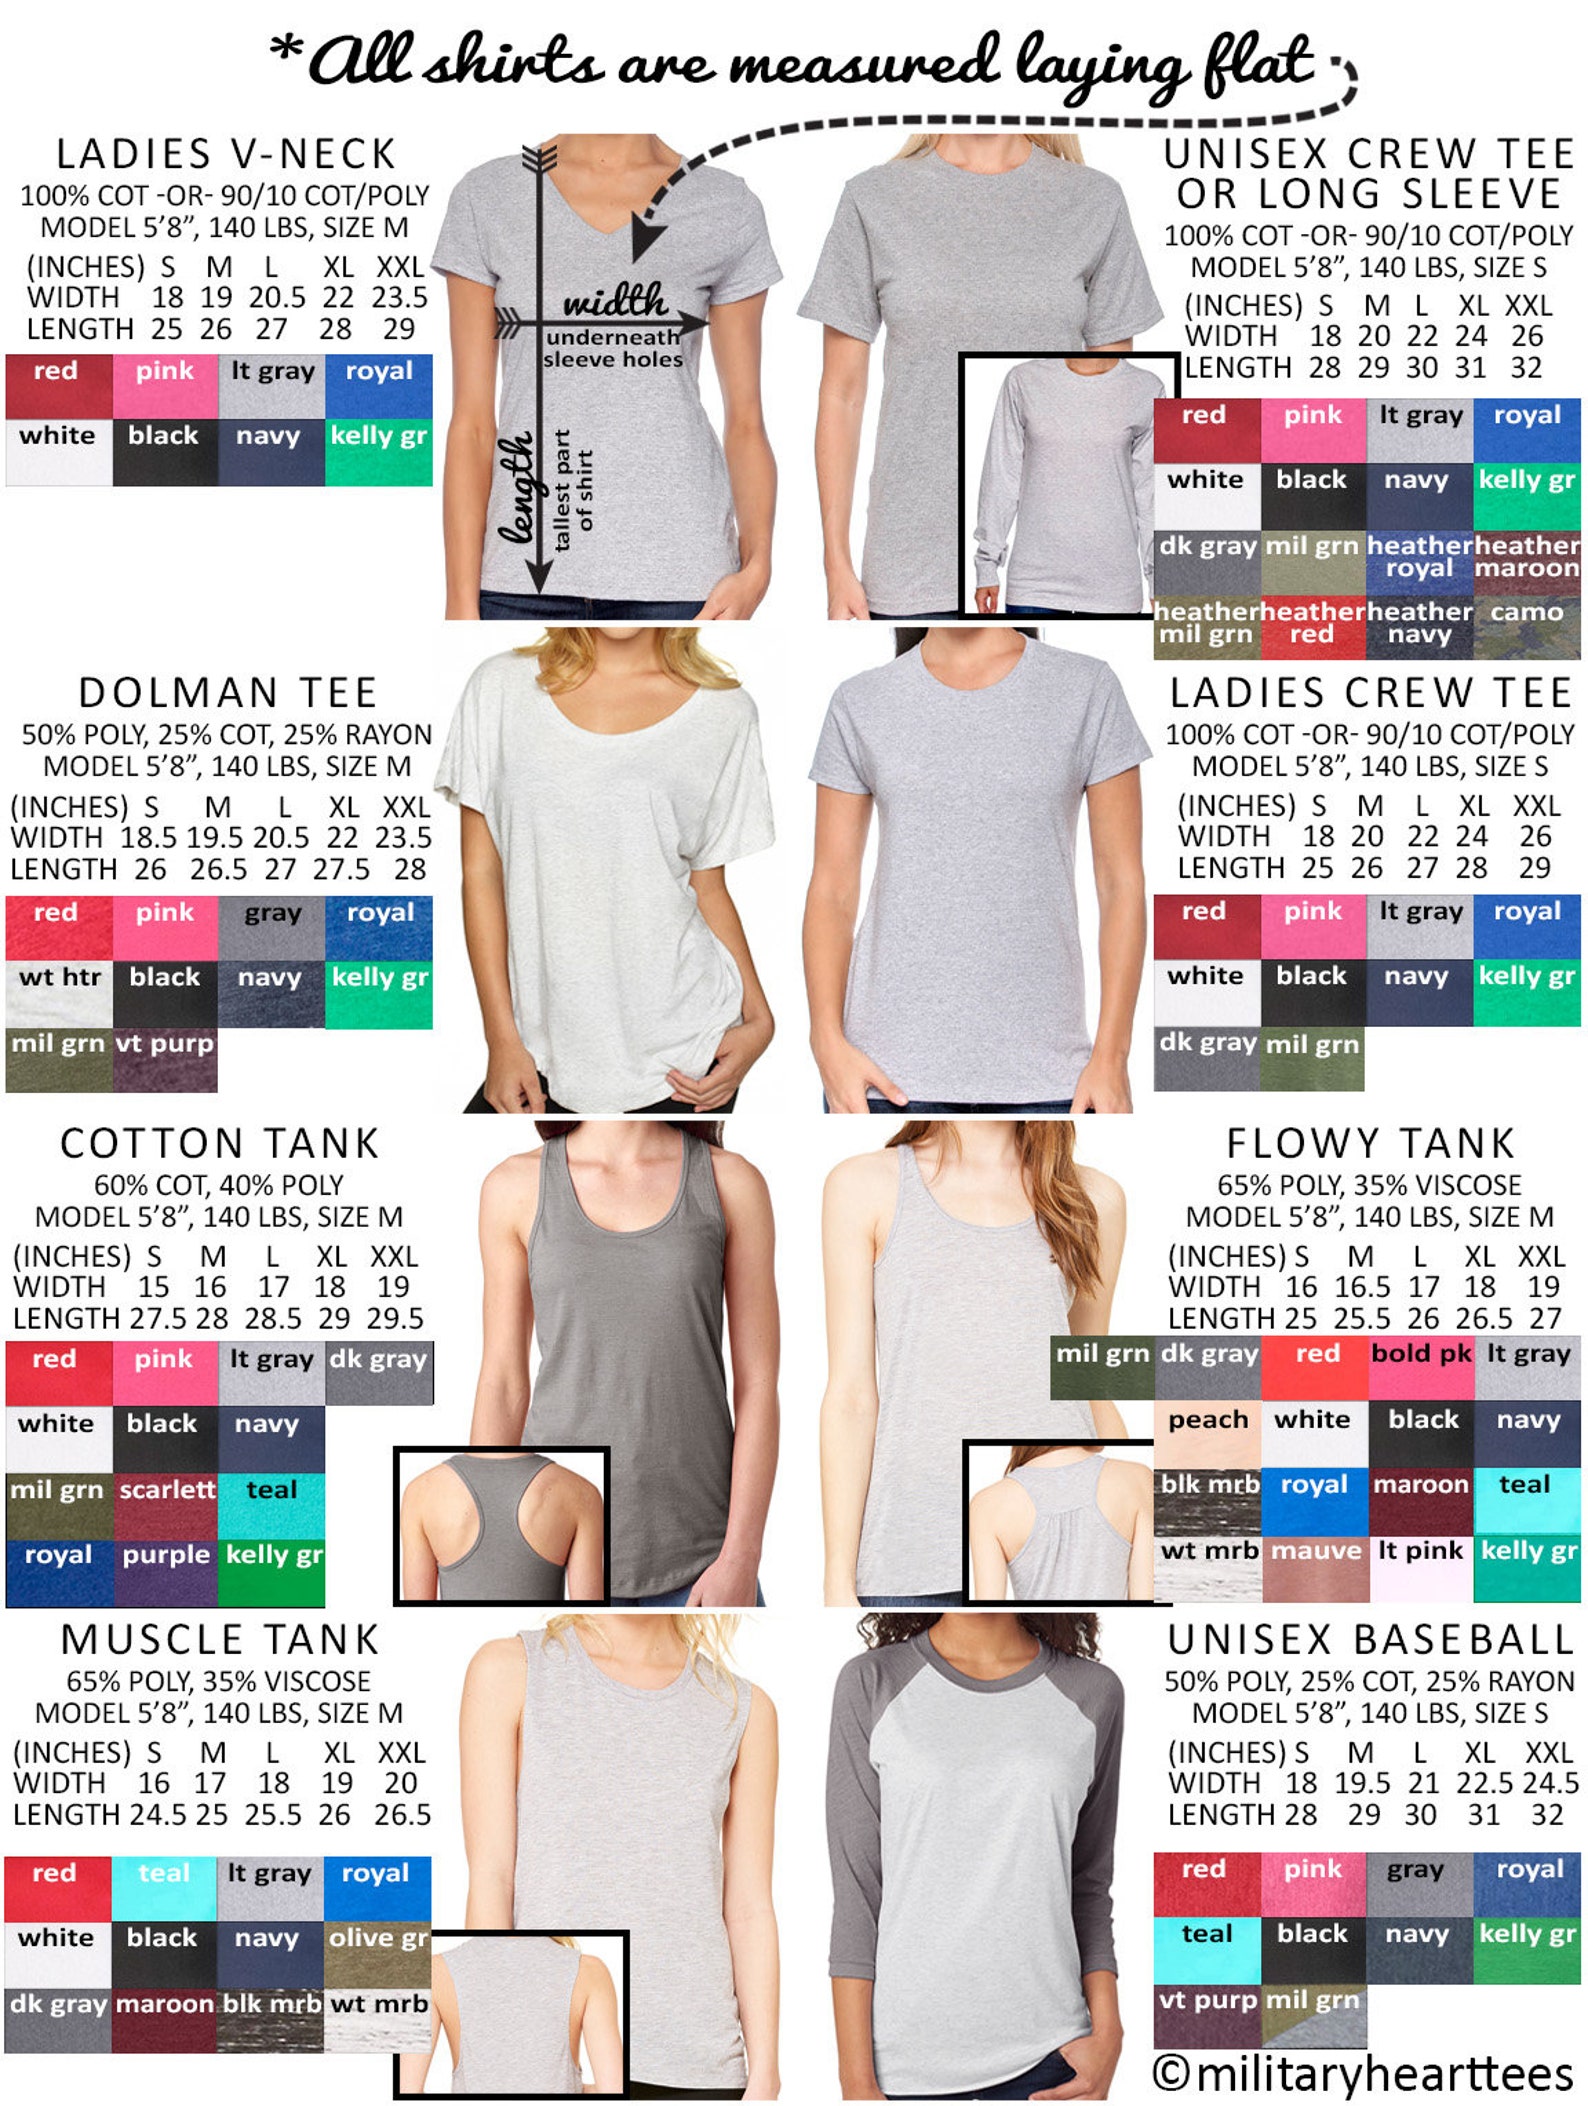 *All shirts are measured laying flat
LADIES V-NECK
100% COT -OR- 90/10 COT/POLY
MODEL 5'8", 140 LBS, SIZE M
(INCHES) S M L XL XXL
WIDTH 18 19 20.5 22 23.5
LENGTH 25 26 27 28 29
red pink lt gray royal
white black navy kelly gr
width
underneath
sleeve holes
length
tallest part
of shirt
UNISEX CREW TEE
OR LONG SLEEVE
100% COT -OR- 90/10 COT/POLY
MODEL 5'8", 140 LBS, SIZE S
(INCHES) S M L XL XXL
WIDTH 18 20 22 24 26
LENGTH 28 29 30 31 32
red pink lt gray royal
white black navy kelly gr
dk gray mil grn heather royal heather maroon
heather mil grn heather red heather navy camo
DOLMAN TEE
50% POLY, 25% COT, 25% RAYON
MODEL 5'8", 140 LBS, SIZE M
(INCHES) S M L XL XXL
WIDTH 18.5 19.5 20.5 22 23.5
LENGTH 26 26.5 27 27.5 28
red pink gray royal
wt htr black navy kelly gr
mil grn vt purp
LADIES CREW TEE
100% COT -OR- 90/10 COT/POLY
MODEL 5'8", 140 LBS, SIZE S
(INCHES) S M L XL XXL
WIDTH 18 20 22 24 26
LENGTH 25 26 27 28 29
red pink lt gray royal
white black navy kelly gr
dk gray mil grn
COTTON TANK
60% COT, 40% POLY
MODEL 5'8", 140 LBS, SIZE M
(INCHES) S M L XL XXL
WIDTH 15 16 17 18 19
LENGTH 27.5 28 28.5 29 29.5
red pink lt gray dk gray
white black navy
mil grn scarlett teal
royal purple kelly gr
FLOWY TANK
65% POLY, 35% VISCOSE
MODEL 5'8", 140 LBS, SIZE M
(INCHES) S M L XL XXL
WIDTH 16 16.5 17 18 19
LENGTH 25 25.5 26 26.5 27
mil grn dk gray red bold pk lt gray
peach white black navy
blk mrb royal maroon teal
wt mrb mauve lt pink kelly gr
MUSCLE TANK
65% POLY, 35% VISCOSE
MODEL 5'8", 140 LBS, SIZE M
(INCHES) S M L XL XXL
WIDTH 16 17 18 19 20
LENGTH 24.5 25 25.5 26 26.5
red teal lt gray royal
white black navy olive gr
dk gray maroon blk mrb wt mrb
UNISEX BASEBALL
50% POLY, 25% COT, 25% RAYON
MODEL 5'8", 140 LBS, SIZE S
(INCHES) S M L XL XXL
WIDTH 18 19.5 21 22.5 24.5
LENGTH 28 29 30 31 32
red pink gray royal
teal black navy kelly gr
vt purp mil grn
©militaryhearttees